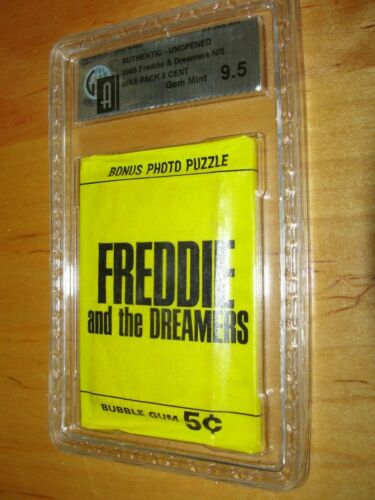 AUTHENTIC - UNOPENED
1965 Freddie & Dreamers N/S
WAX PACK 5 CENT
Gem Mint 9.5
A
BONUS PHOTO PUZZLE
FREDDIE
and the DREAMERS
BUBBLE GUM 5¢